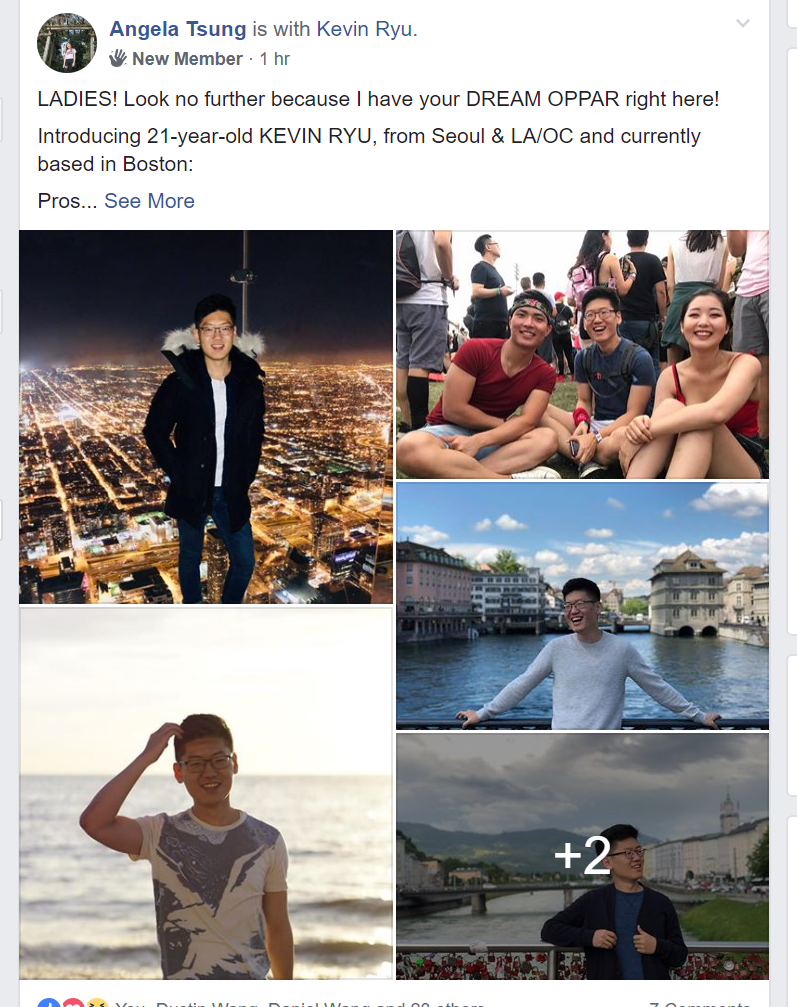 Angela Tsung is with Kevin Ryu.
New Member · 1 hr
LADIES! Look no further because I have your DREAM OPPAR right here!
Introducing 21-year-old KEVIN RYU, from Seoul & LA/OC and currently
based in Boston:
Pros... See More
+2
You, Dustin Wang, Daniel Wang and 23 others
7 Comments